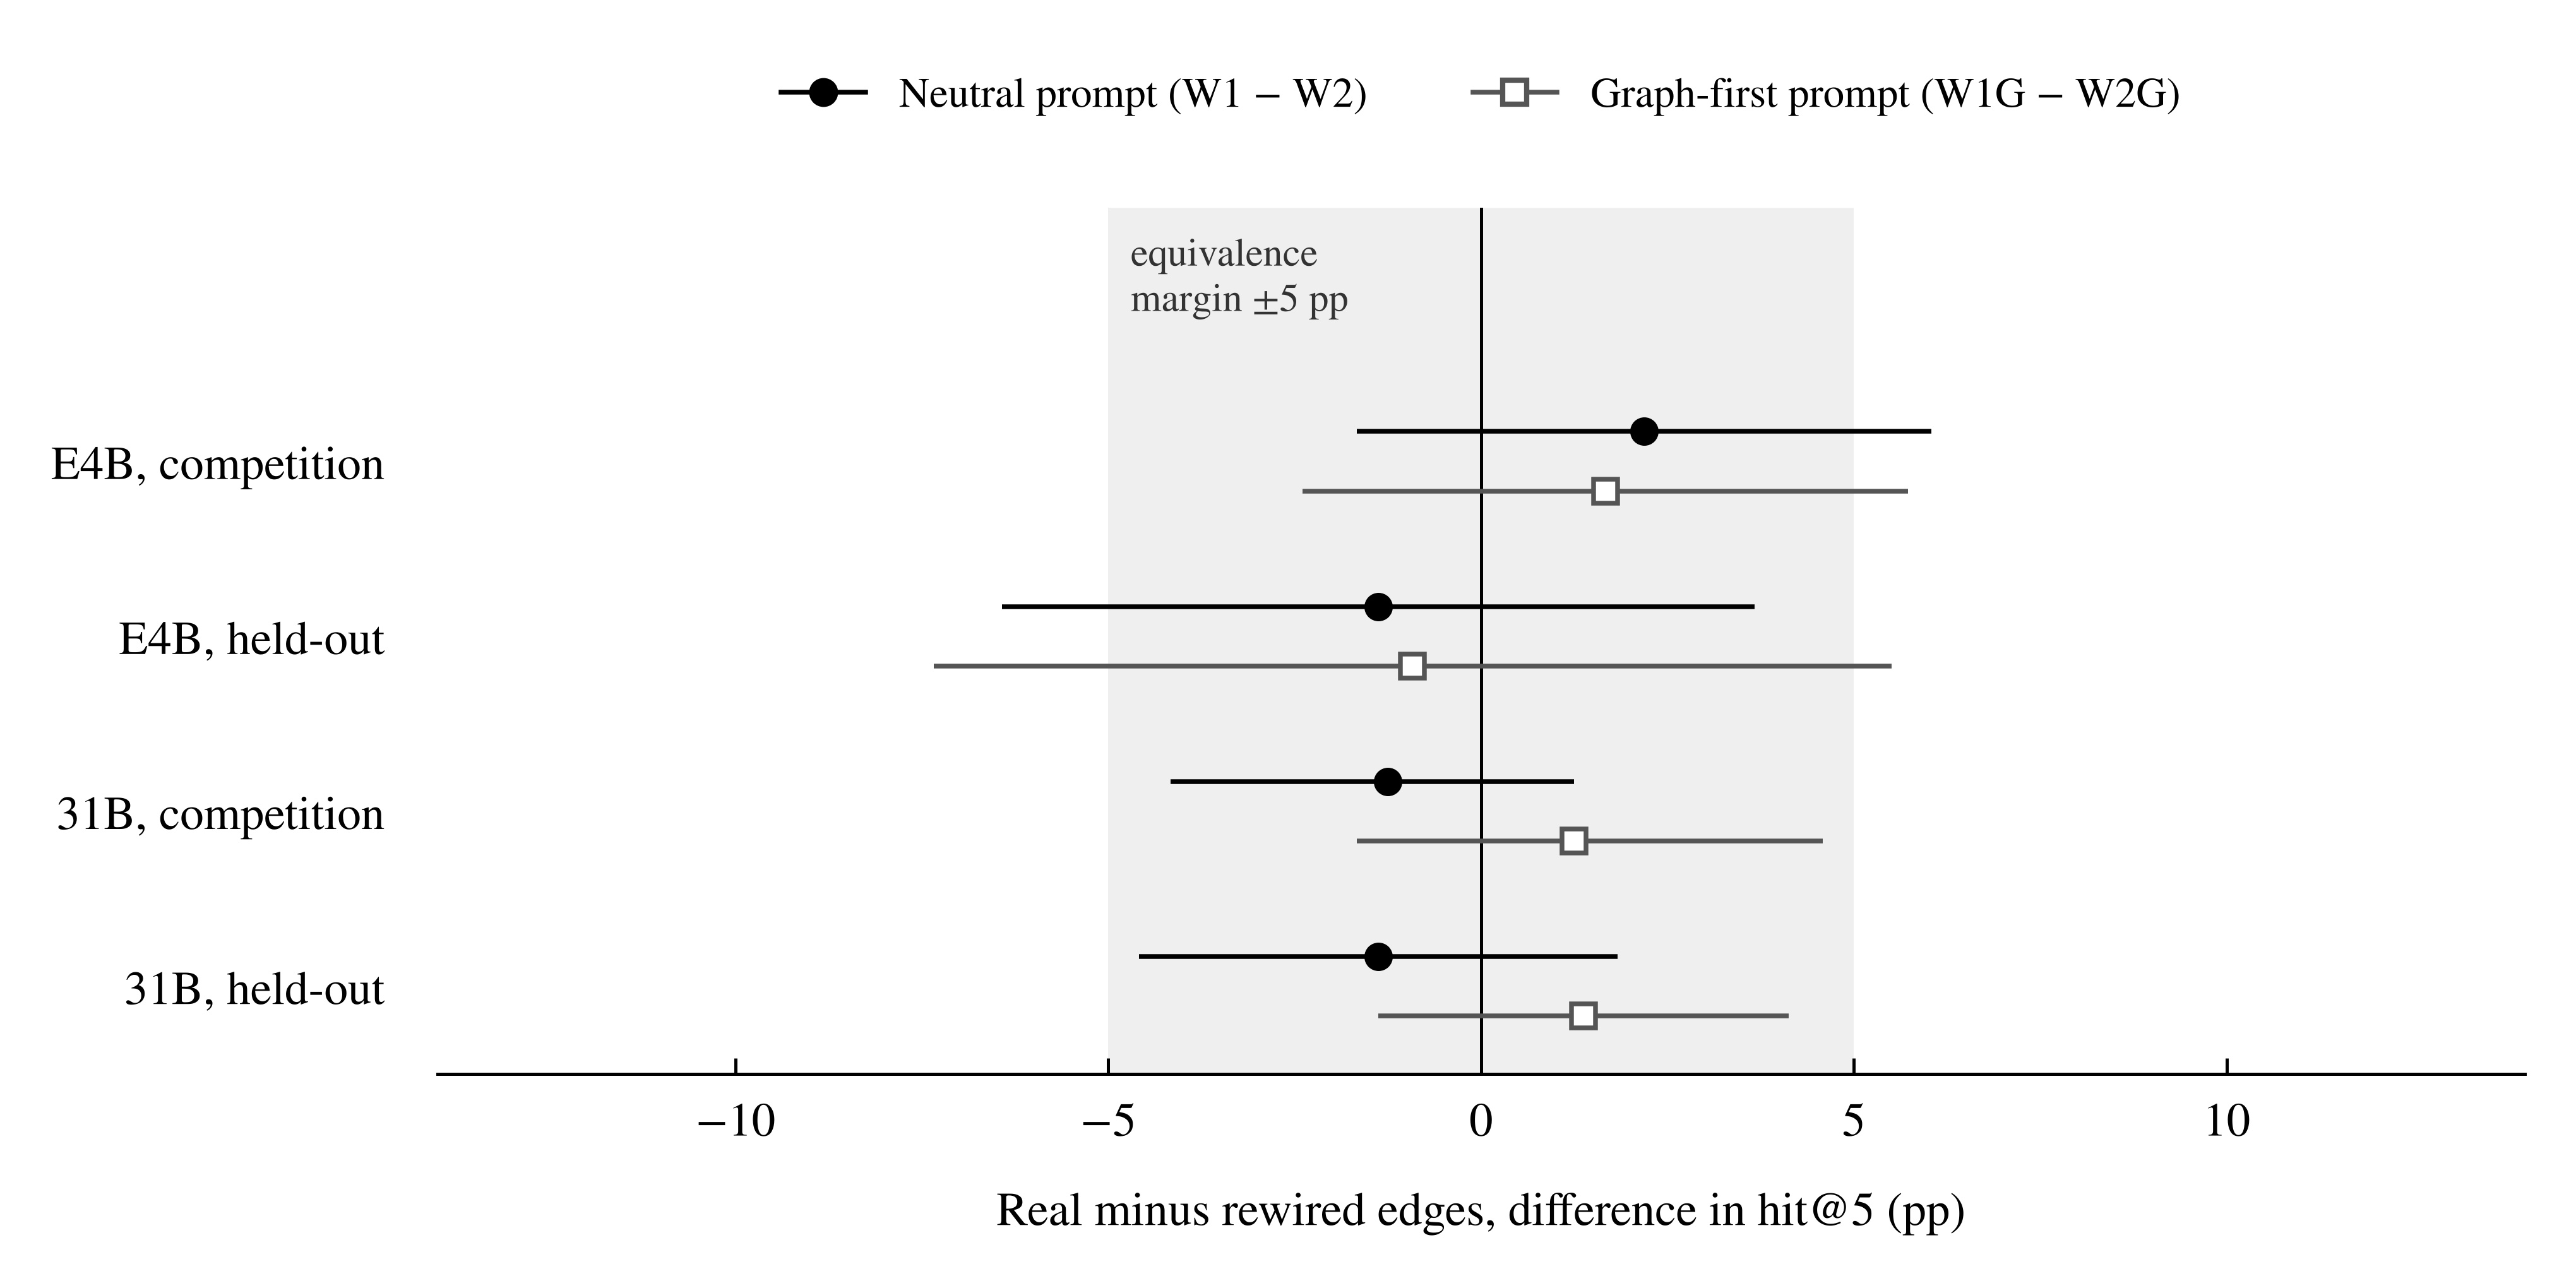 Neutral prompt (W1 − W2)
Graph-first prompt (W1G − W2G)
equivalence
margin ±5 pp
E4B, competition
E4B, held-out
31B, competition
31B, held-out
−10 −5 0 5 10
Real minus rewired edges, difference in hit@5 (pp)